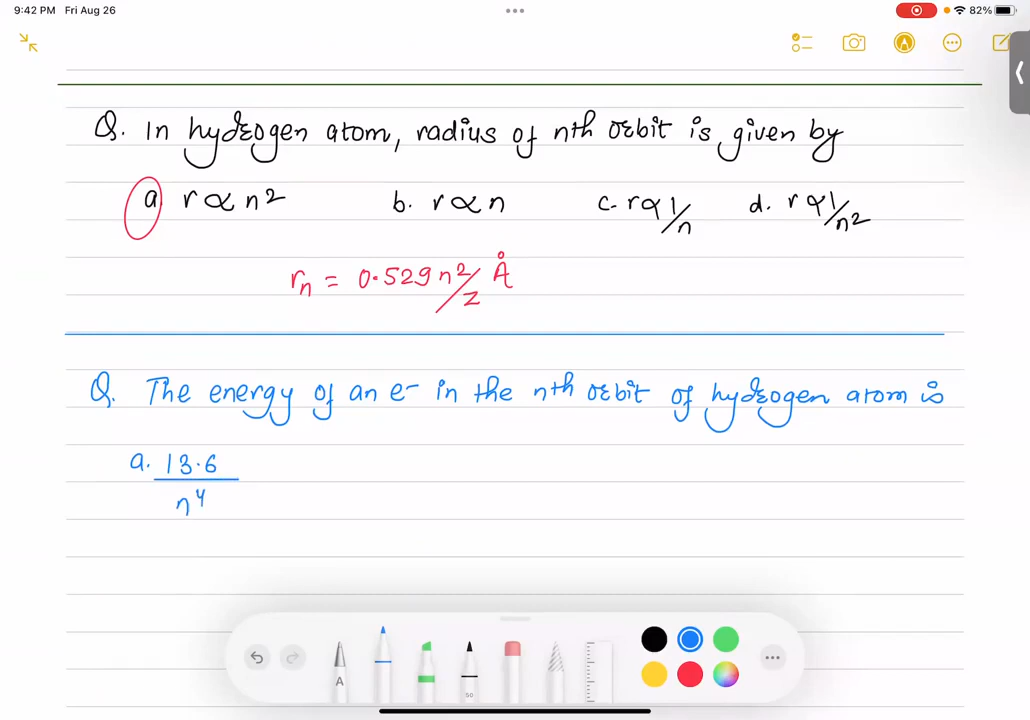 9:42 PM Fri Aug 26
82%
Q. In hydrogen atom, radius of nth orbit is given by
a. r ∝ n² b. r ∝ n c. r ∝ 1/n d. r ∝ 1/n²
rₙ = 0.529 n²/Z Å
Q. The energy of an e⁻ in the nth orbit of hydrogen atom is
a. 13.6
n⁴
A
50